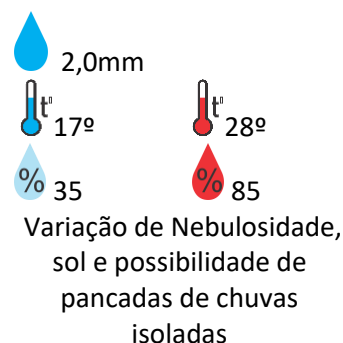 2,0mm
t° 17º t° 28º
% 35 % 85
Variação de Nebulosidade,
sol e possibilidade de
pancadas de chuvas
isoladas